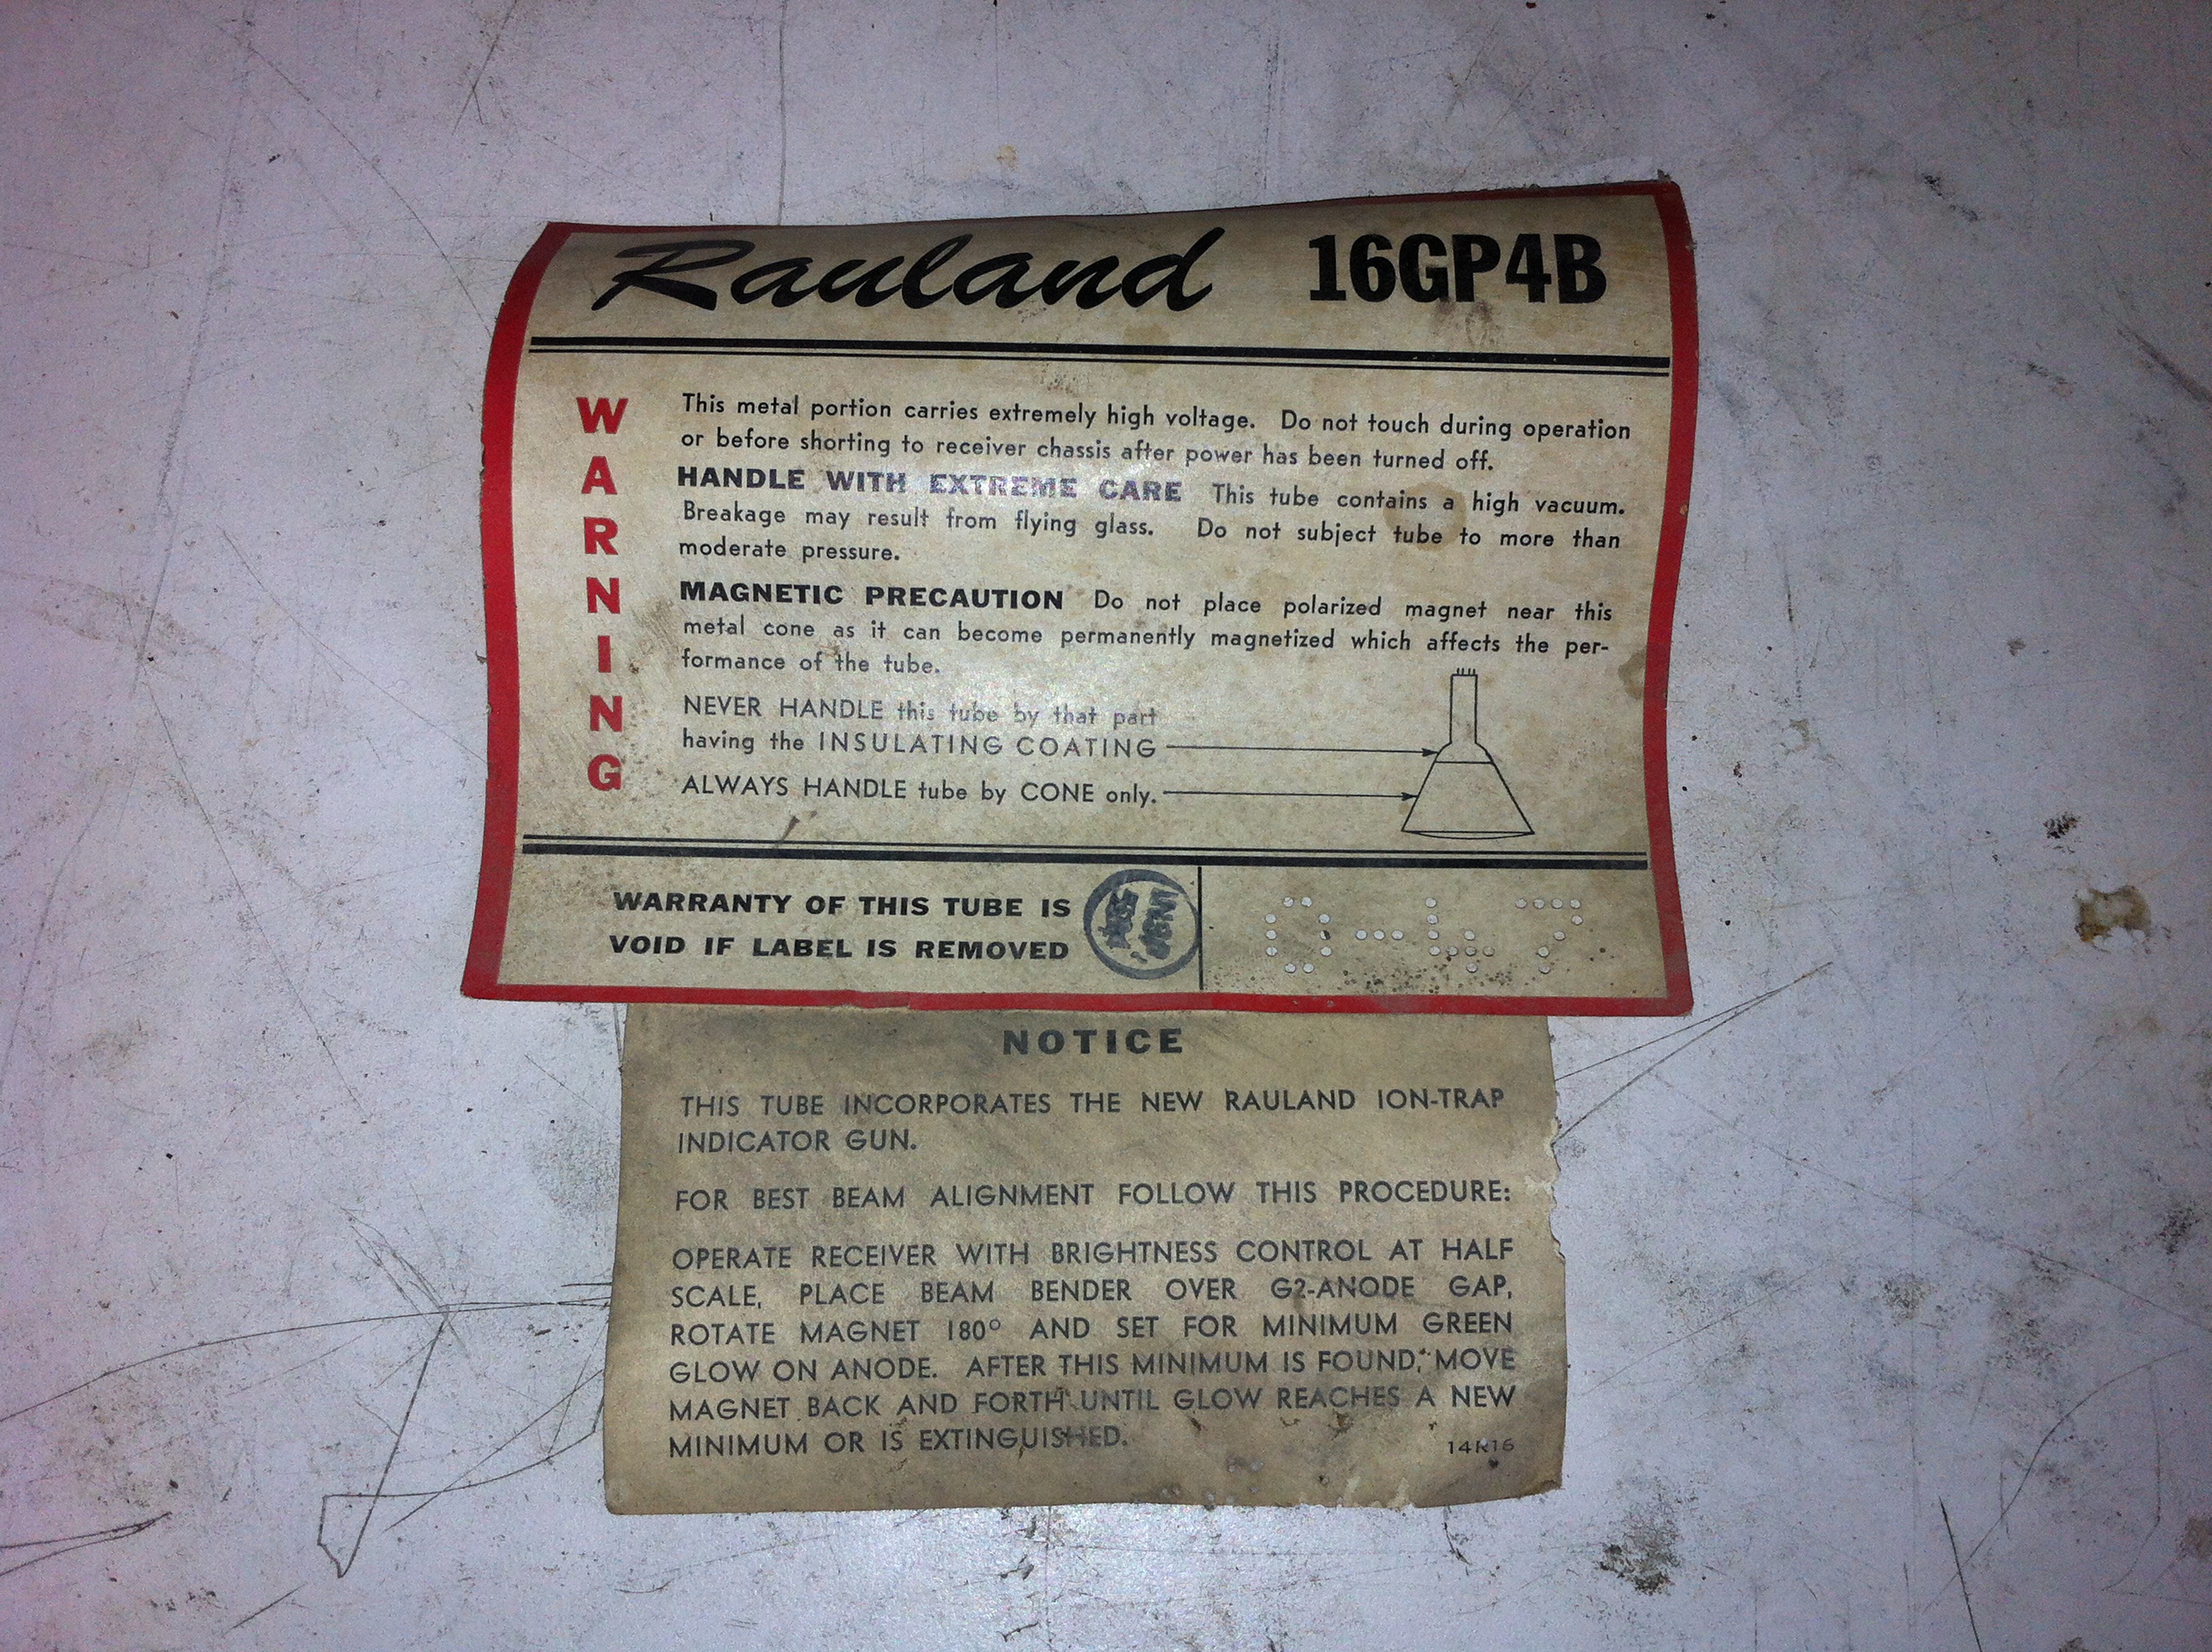 Rauland 16GP4B
WARNING
This metal portion carries extremely high voltage. Do not touch during operation
or before shorting to receiver chassis after power has been turned off.
HANDLE WITH EXTREME CARE This tube contains a high vacuum.
Breakage may result from flying glass. Do not subject tube to more than
moderate pressure.
MAGNETIC PRECAUTION Do not place polarized magnet near this
metal cone as it can become permanently magnetized which affects the per-
formance of the tube.
NEVER HANDLE this tube by that part
having the INSULATING COATING
ALWAYS HANDLE tube by CONE only.
WARRANTY OF THIS TUBE IS
VOID IF LABEL IS REMOVED
0-47
NOTICE
THIS TUBE INCORPORATES THE NEW RAULAND ION-TRAP
INDICATOR GUN.
FOR BEST BEAM ALIGNMENT FOLLOW THIS PROCEDURE:
OPERATE RECEIVER WITH BRIGHTNESS CONTROL AT HALF
SCALE, PLACE BEAM BENDER OVER G2-ANODE GAP,
ROTATE MAGNET 180° AND SET FOR MINIMUM GREEN
GLOW ON ANODE. AFTER THIS MINIMUM IS FOUND, MOVE
MAGNET BACK AND FORTH UNTIL GLOW REACHES A NEW
MINIMUM OR IS EXTINGUISHED.
14R16